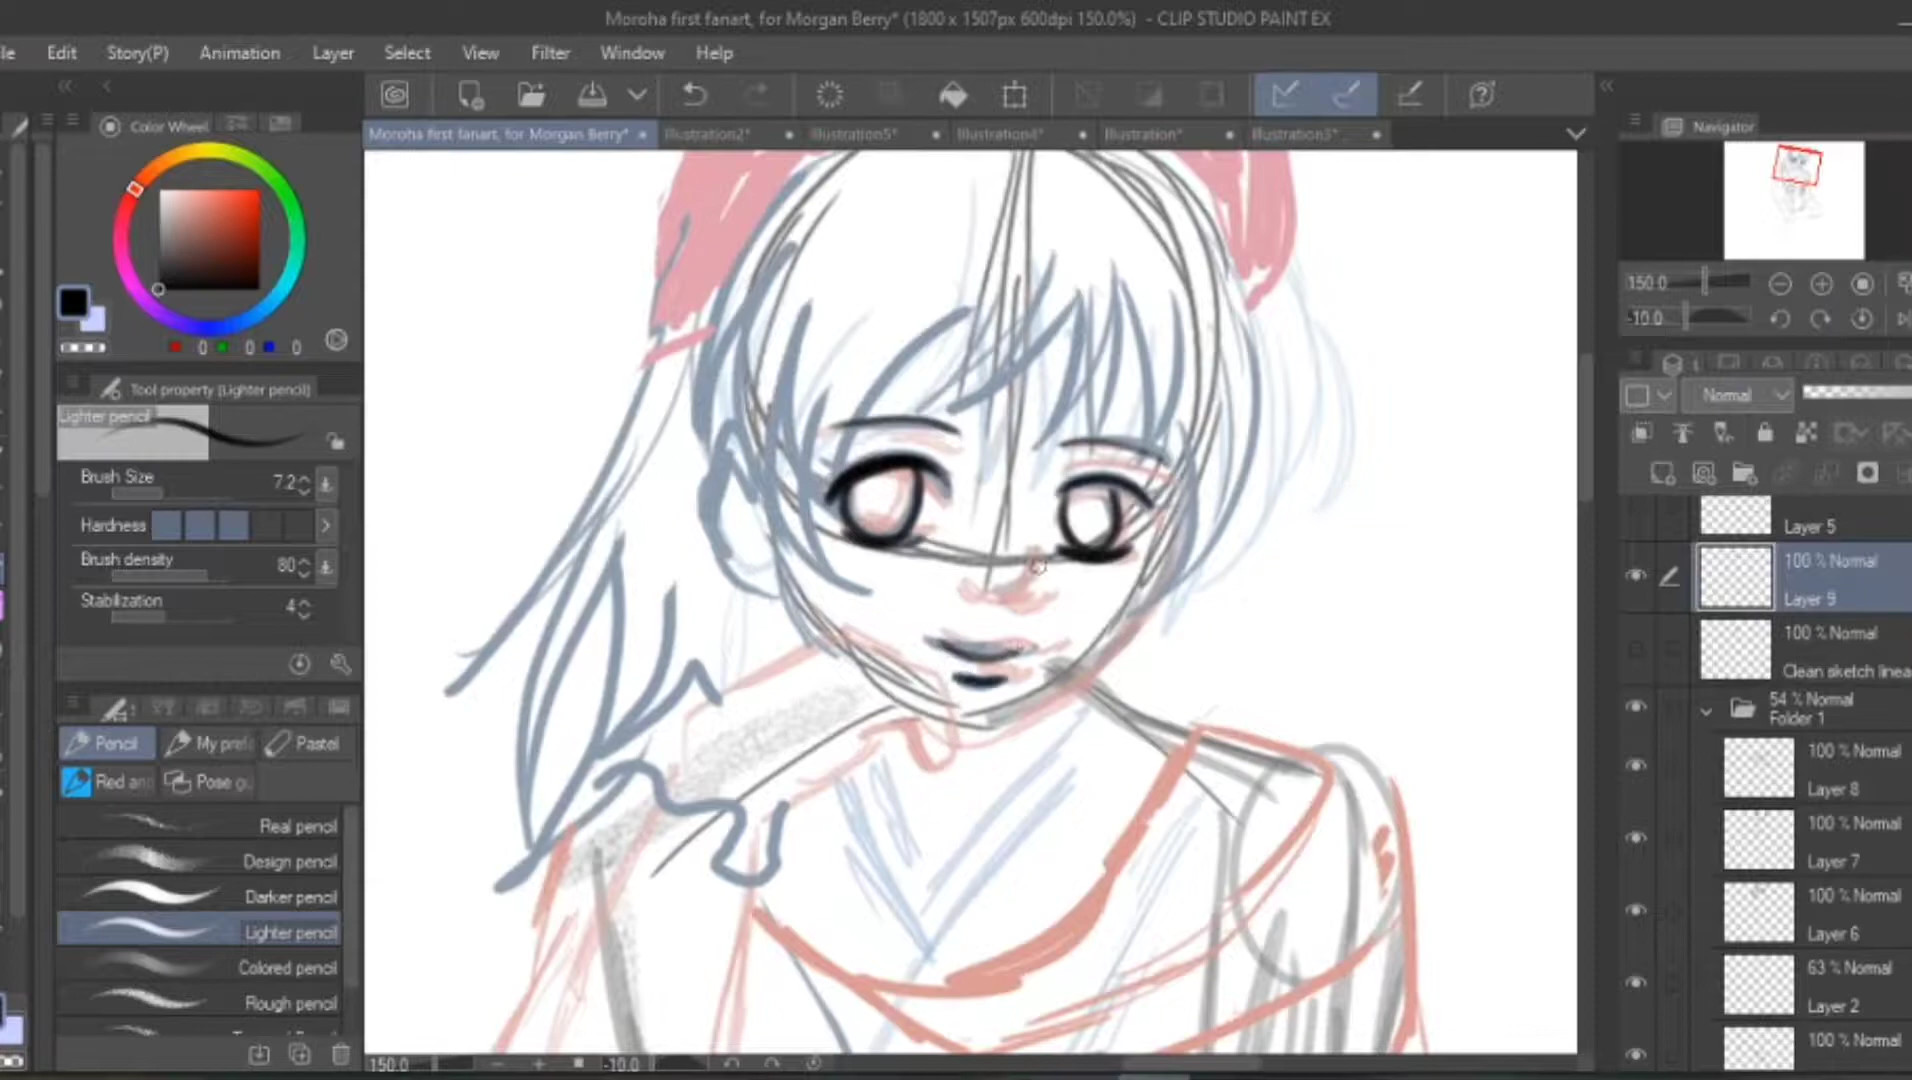 Moroha first fanart, for Morgan Berry* (1800 x 1507px 600dpi 150.0%) - CLIP STUDIO PAINT EX
le Edit Story(P) Animation Layer Select View Filter Window Help
Color Wheel
Moroha first fanart, for Morgan Berry* Illustration2* Illustration5* Illustration4* Illustration* Illustration3*
Navigator
150.0
-10.0
0 0 0
Tool property (Lighter pencil)
Lighter pencil
Normal
Brush Size 7.2
Hardness
Brush density 80
Stabilization 4
Layer 5
100 % Normal
Layer 9
100 % Normal
Clean sketch linea
54 % Normal
Folder 1
100 % Normal
Layer 8
100 % Normal
Layer 7
100 % Normal
Layer 6
63 % Normal
Layer 2
100 % Normal
Pencil My pref Pastel
Red and Pose gu
Real pencil
Design pencil
Darker pencil
Lighter pencil
Colored pencil
Rough pencil
150.0 -10.0